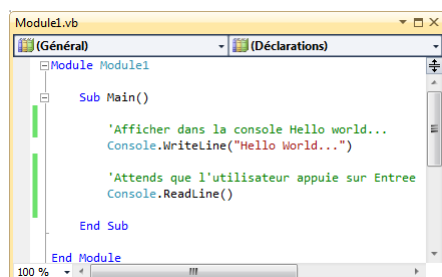 Module1.vb
(Général) (Déclarations)
Module Module1
Sub Main()
'Afficher dans la console Hello world...
Console.WriteLine("Hello World...")
'Attends que l'utilisateur appuie sur Entree
Console.ReadLine()
End Sub
End Module
100 %